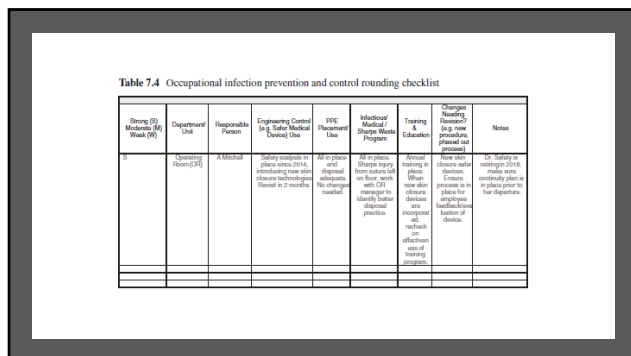 Table 7.4 Occupational infection prevention and control rounding checklist
Strong (S)
Moderate (M)
Week (W)
Department/
Unit
Responsible
Person
Engineering Control
(e.g. Safer Medical
Device) Use
PPE
Placement/
Use
Infectious/
Medical /
Sharps Waste
Program
Training
&
Education
Changes
Needing
Revision?
(e.g. new
procedure,
phased out
process)
Notes
S
Operating
Room(OR)
A Mitchell
Safety scalpels in
place since 2014,
introducing new skin
closure technologies
Revisit in 2 months.
All in place
and
disposal
adequate.
No changes
needed.
All in place.
Sharps injury
from suture left
on floor, work
with OR
manager to
identify better
disposal
practice.
Annual
training in
place.
When
new skin
closure
devices
are
incorporat
ed,
recheck
on
effectiven
ess of
training
program.
New skin
closure safer
devices.
Ensure
process is in
place for
employee
feedback/eva
luation of
device.
Dr. Safety is
retiring in 2018,
make sure
continuity plan is
in place prior to
her departure.